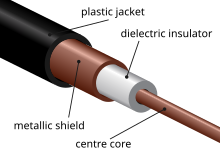 plastic jacket
dielectric insulator
metallic shield
centre core